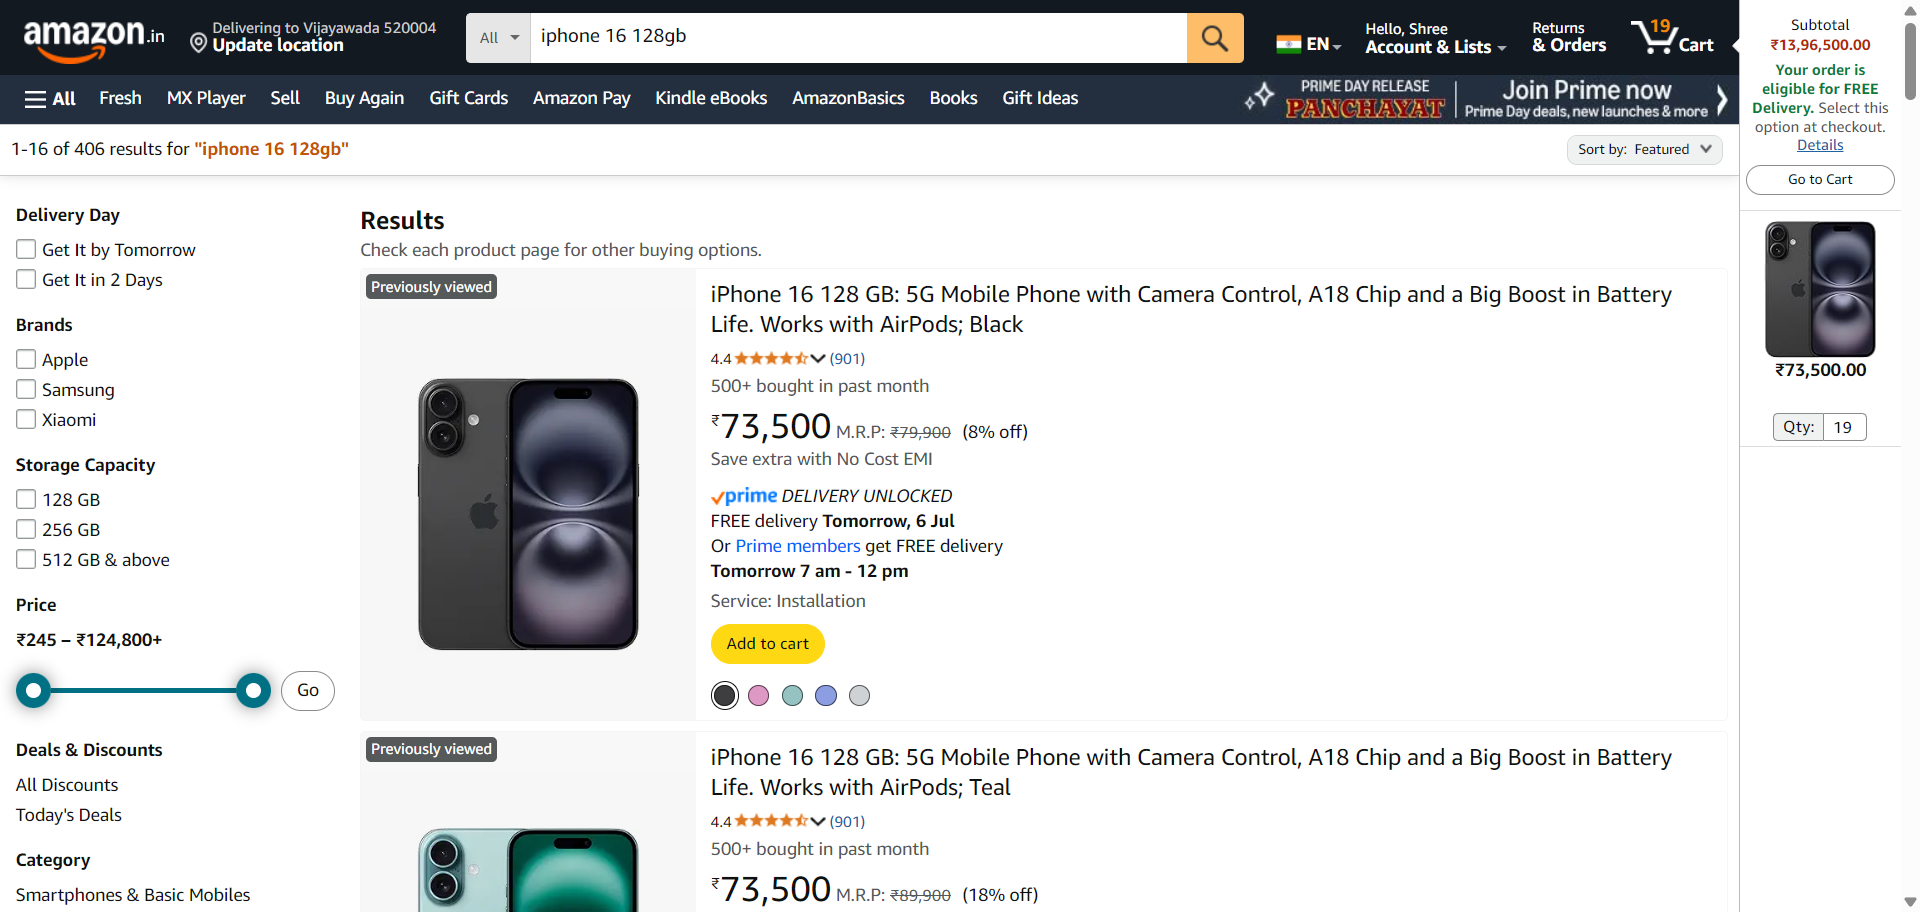 amazon.in
Delivering to Vijayawada 520004
Update location
All
iphone 16 128gb
EN
Hello, Shree
Account & Lists
Returns
& Orders
19
Cart
All
Fresh
MX Player
Sell
Buy Again
Gift Cards
Amazon Pay
Kindle eBooks
AmazonBasics
Books
Gift Ideas
PRIME DAY RELEASE
PANCHAYAT
Join Prime now
Prime Day deals, new launches & more
1-16 of 406 results for "iphone 16 128gb"
Sort by: Featured
Delivery Day
Get It by Tomorrow
Get It in 2 Days
Brands
Apple
Samsung
Xiaomi
Storage Capacity
128 GB
256 GB
512 GB & above
Price
₹245 – ₹124,800+
Go
Deals & Discounts
All Discounts
Today's Deals
Category
Smartphones & Basic Mobiles
Results
Check each product page for other buying options.
Previously viewed
iPhone 16 128 GB: 5G Mobile Phone with Camera Control, A18 Chip and a Big Boost in Battery
Life. Works with AirPods; Black
4.4 (901)
500+ bought in past month
₹73,500 M.R.P: ₹79,900 (8% off)
Save extra with No Cost EMI
prime DELIVERY UNLOCKED
FREE delivery Tomorrow, 6 Jul
Or Prime members get FREE delivery
Tomorrow 7 am - 12 pm
Service: Installation
Add to cart
Previously viewed
iPhone 16 128 GB: 5G Mobile Phone with Camera Control, A18 Chip and a Big Boost in Battery
Life. Works with AirPods; Teal
4.4 (901)
500+ bought in past month
₹73,500 M.R.P: ₹89,900 (18% off)
Subtotal
₹13,96,500.00
Your order is
eligible for FREE
Delivery. Select this
option at checkout.
Details
Go to Cart
₹73,500.00
Qty: 19